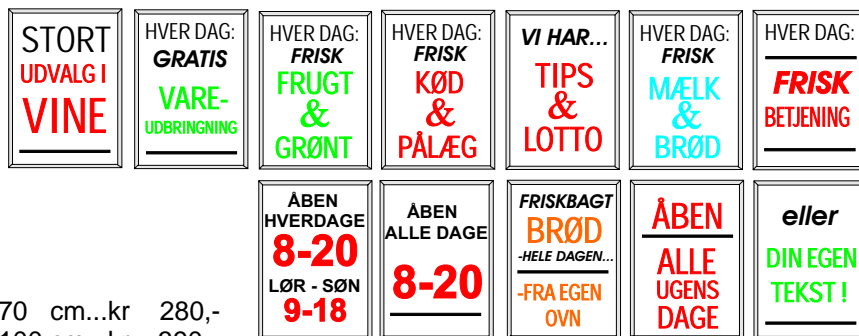 STORT
UDVALG I
VINE
HVER DAG:
GRATIS
VARE-
UDBRINGNING
HVER DAG:
FRISK
FRUGT
&
GRØNT
HVER DAG:
FRISK
KØD
&
PÅLÆG
VI HAR...
TIPS
&
LOTTO
HVER DAG:
FRISK
MÆLK
&
BRØD
HVER DAG:
FRISK
BETJENING
ÅBEN
HVERDAGE
8-20
LØR - SØN
9-18
ÅBEN
ALLE DAGE
8-20
FRISKBAGT
BRØD
-HELE DAGEN...
-FRA EGEN
OVN
ÅBEN
ALLE
UGENS
DAGE
eller
DIN EGEN
TEKST !
70 cm...kr 280,-